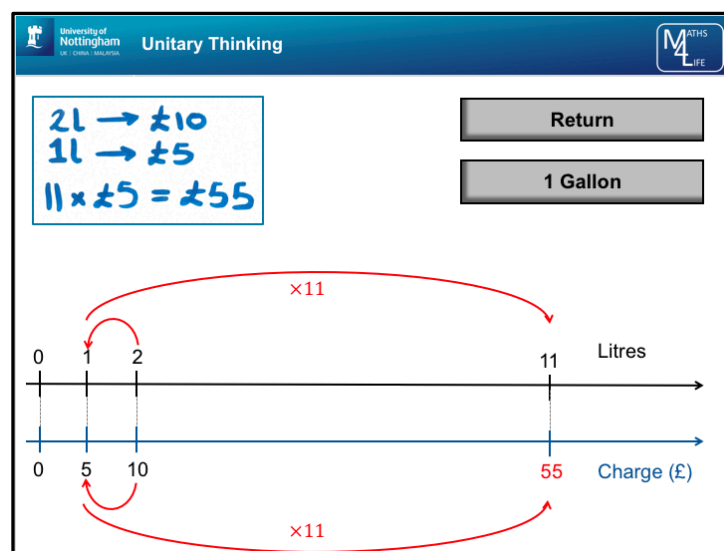 University of
Nottingham
UK | CHINA | MALAYSIA
Unitary Thinking
MATHS
4
LIFE
2l → £10
1l → £5
11 × £5 = £55
Return
1 Gallon
×11
0 1 2 11 Litres
0 5 10 55 Charge (£)
×11